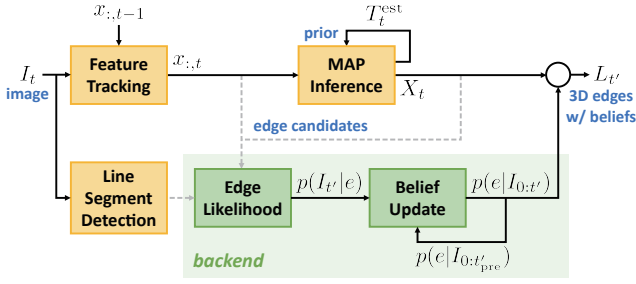 x_{:,t-1}
T_t^{est}
prior
I_t
image
Feature
Tracking
x_{:,t}
MAP
Inference
X_t
L_{t'}
3D edges
w/ beliefs
edge candidates
Line
Segment
Detection
Edge
Likelihood
p(I_{t'}|e)
Belief
Update
p(e|I_{0:t'})
p(e|I_{0:t'_{pre}})
backend